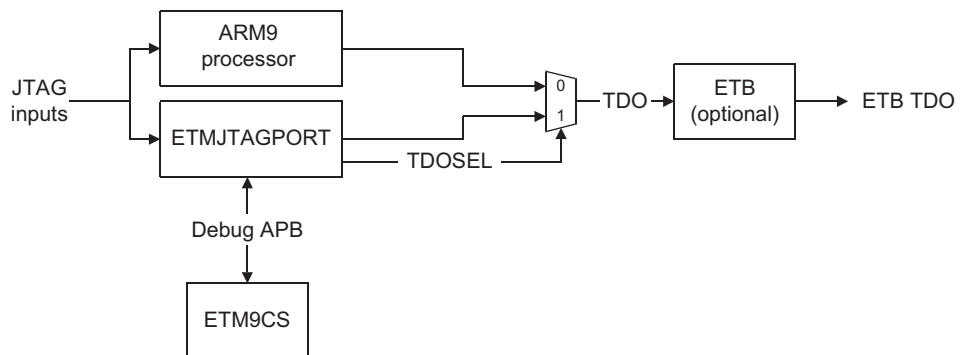 ARM9
processor
JTAG
inputs
0
1
TDO
ETB
(optional)
ETB TDO
ETMJTAGPORT
TDOSEL
Debug APB
ETM9CS